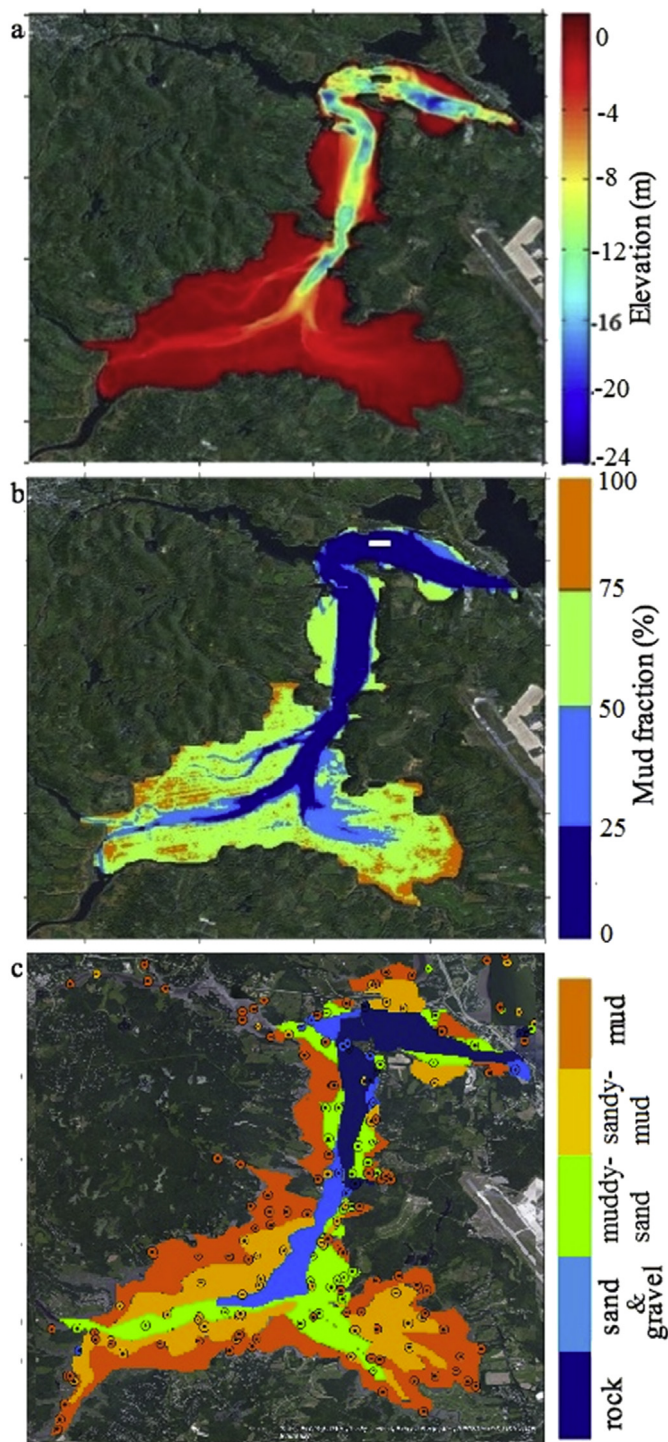 a
0
-4
-8
-12
-16
-20
-24
Elevation (m)
b
100
75
50
25
0
Mud fraction (%)
c
mud
sandy-
mud
muddy-
sand
sand
&
gravel
rock